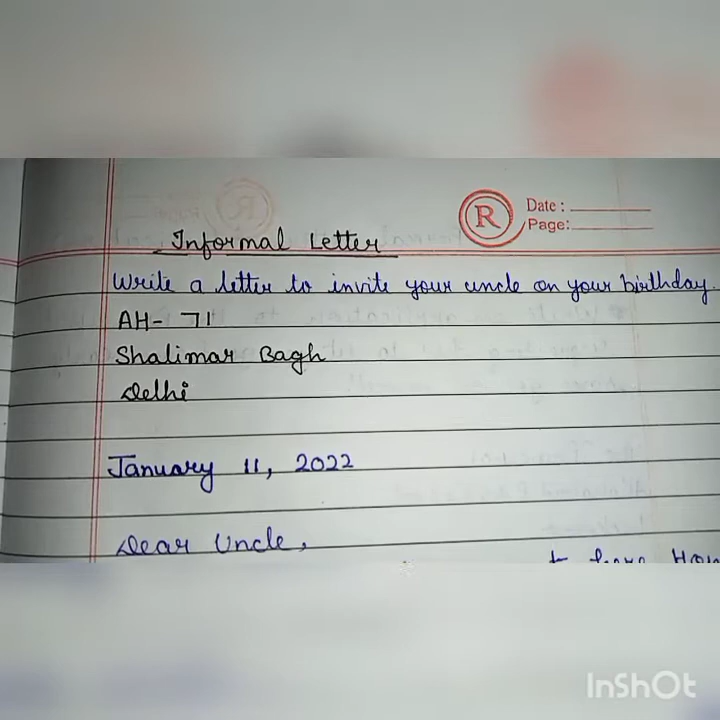 R
Date :
Page:
Informal Letter
Write a letter to invite your uncle on your birthday.
AH- 71
Shalimar Bagh
Delhi
January 11, 2022
Dear Uncle,
InShOt